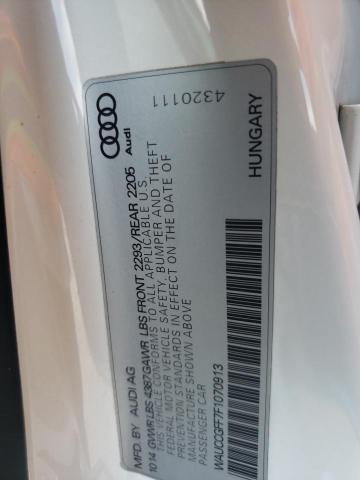 Audi
4320111
MFD. BY AUDI AG
10 14 GVWR LBS 4387 GAWR LBS FRONT 2293/REAR 2205
THIS VEHICLE CONFORMS TO ALL APPLICABLE U.S.
FEDERAL MOTOR VEHICLE SAFETY, BUMPER AND THEFT
PREVENTION STANDARDS IN EFFECT ON THE DATE OF
MANUFACTURE SHOWN ABOVE
PASSENGER CAR
WAUCCGFF7F1070913
HUNGARY